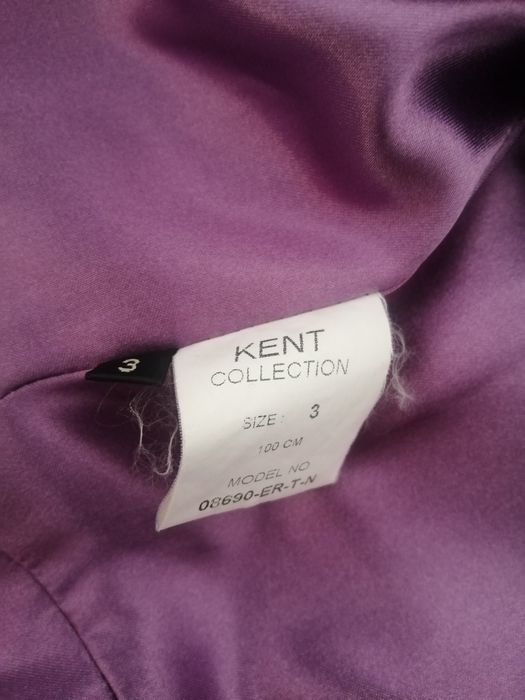 3
KENT
COLLECTION
SIZE: 3
100 CM
MODEL NO
08690-ER-T-N